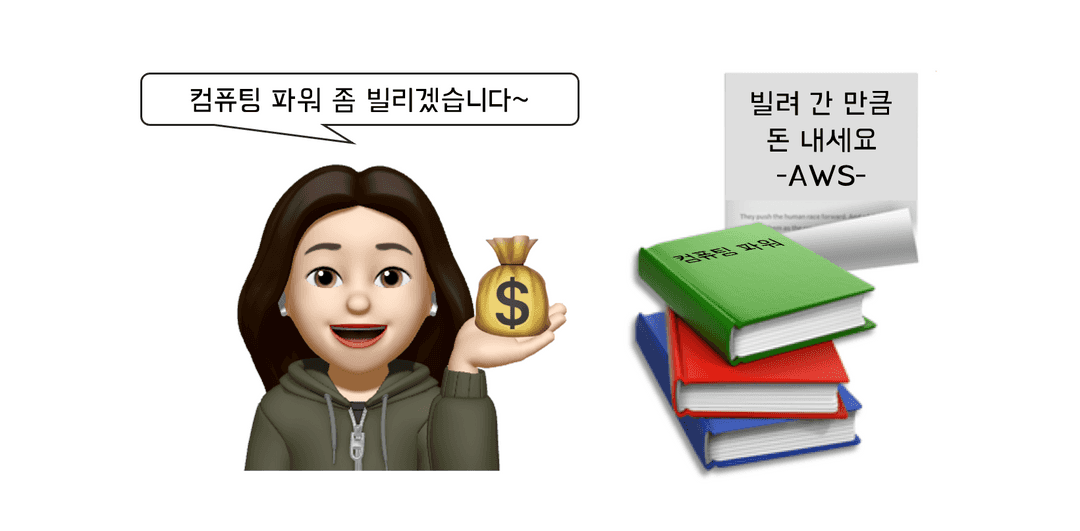 컴퓨팅 파워 좀 빌리겠습니다~
빌려 간 만큼
돈 내세요
-AWS-
They push the human race forward. And
컴퓨팅 파워
$